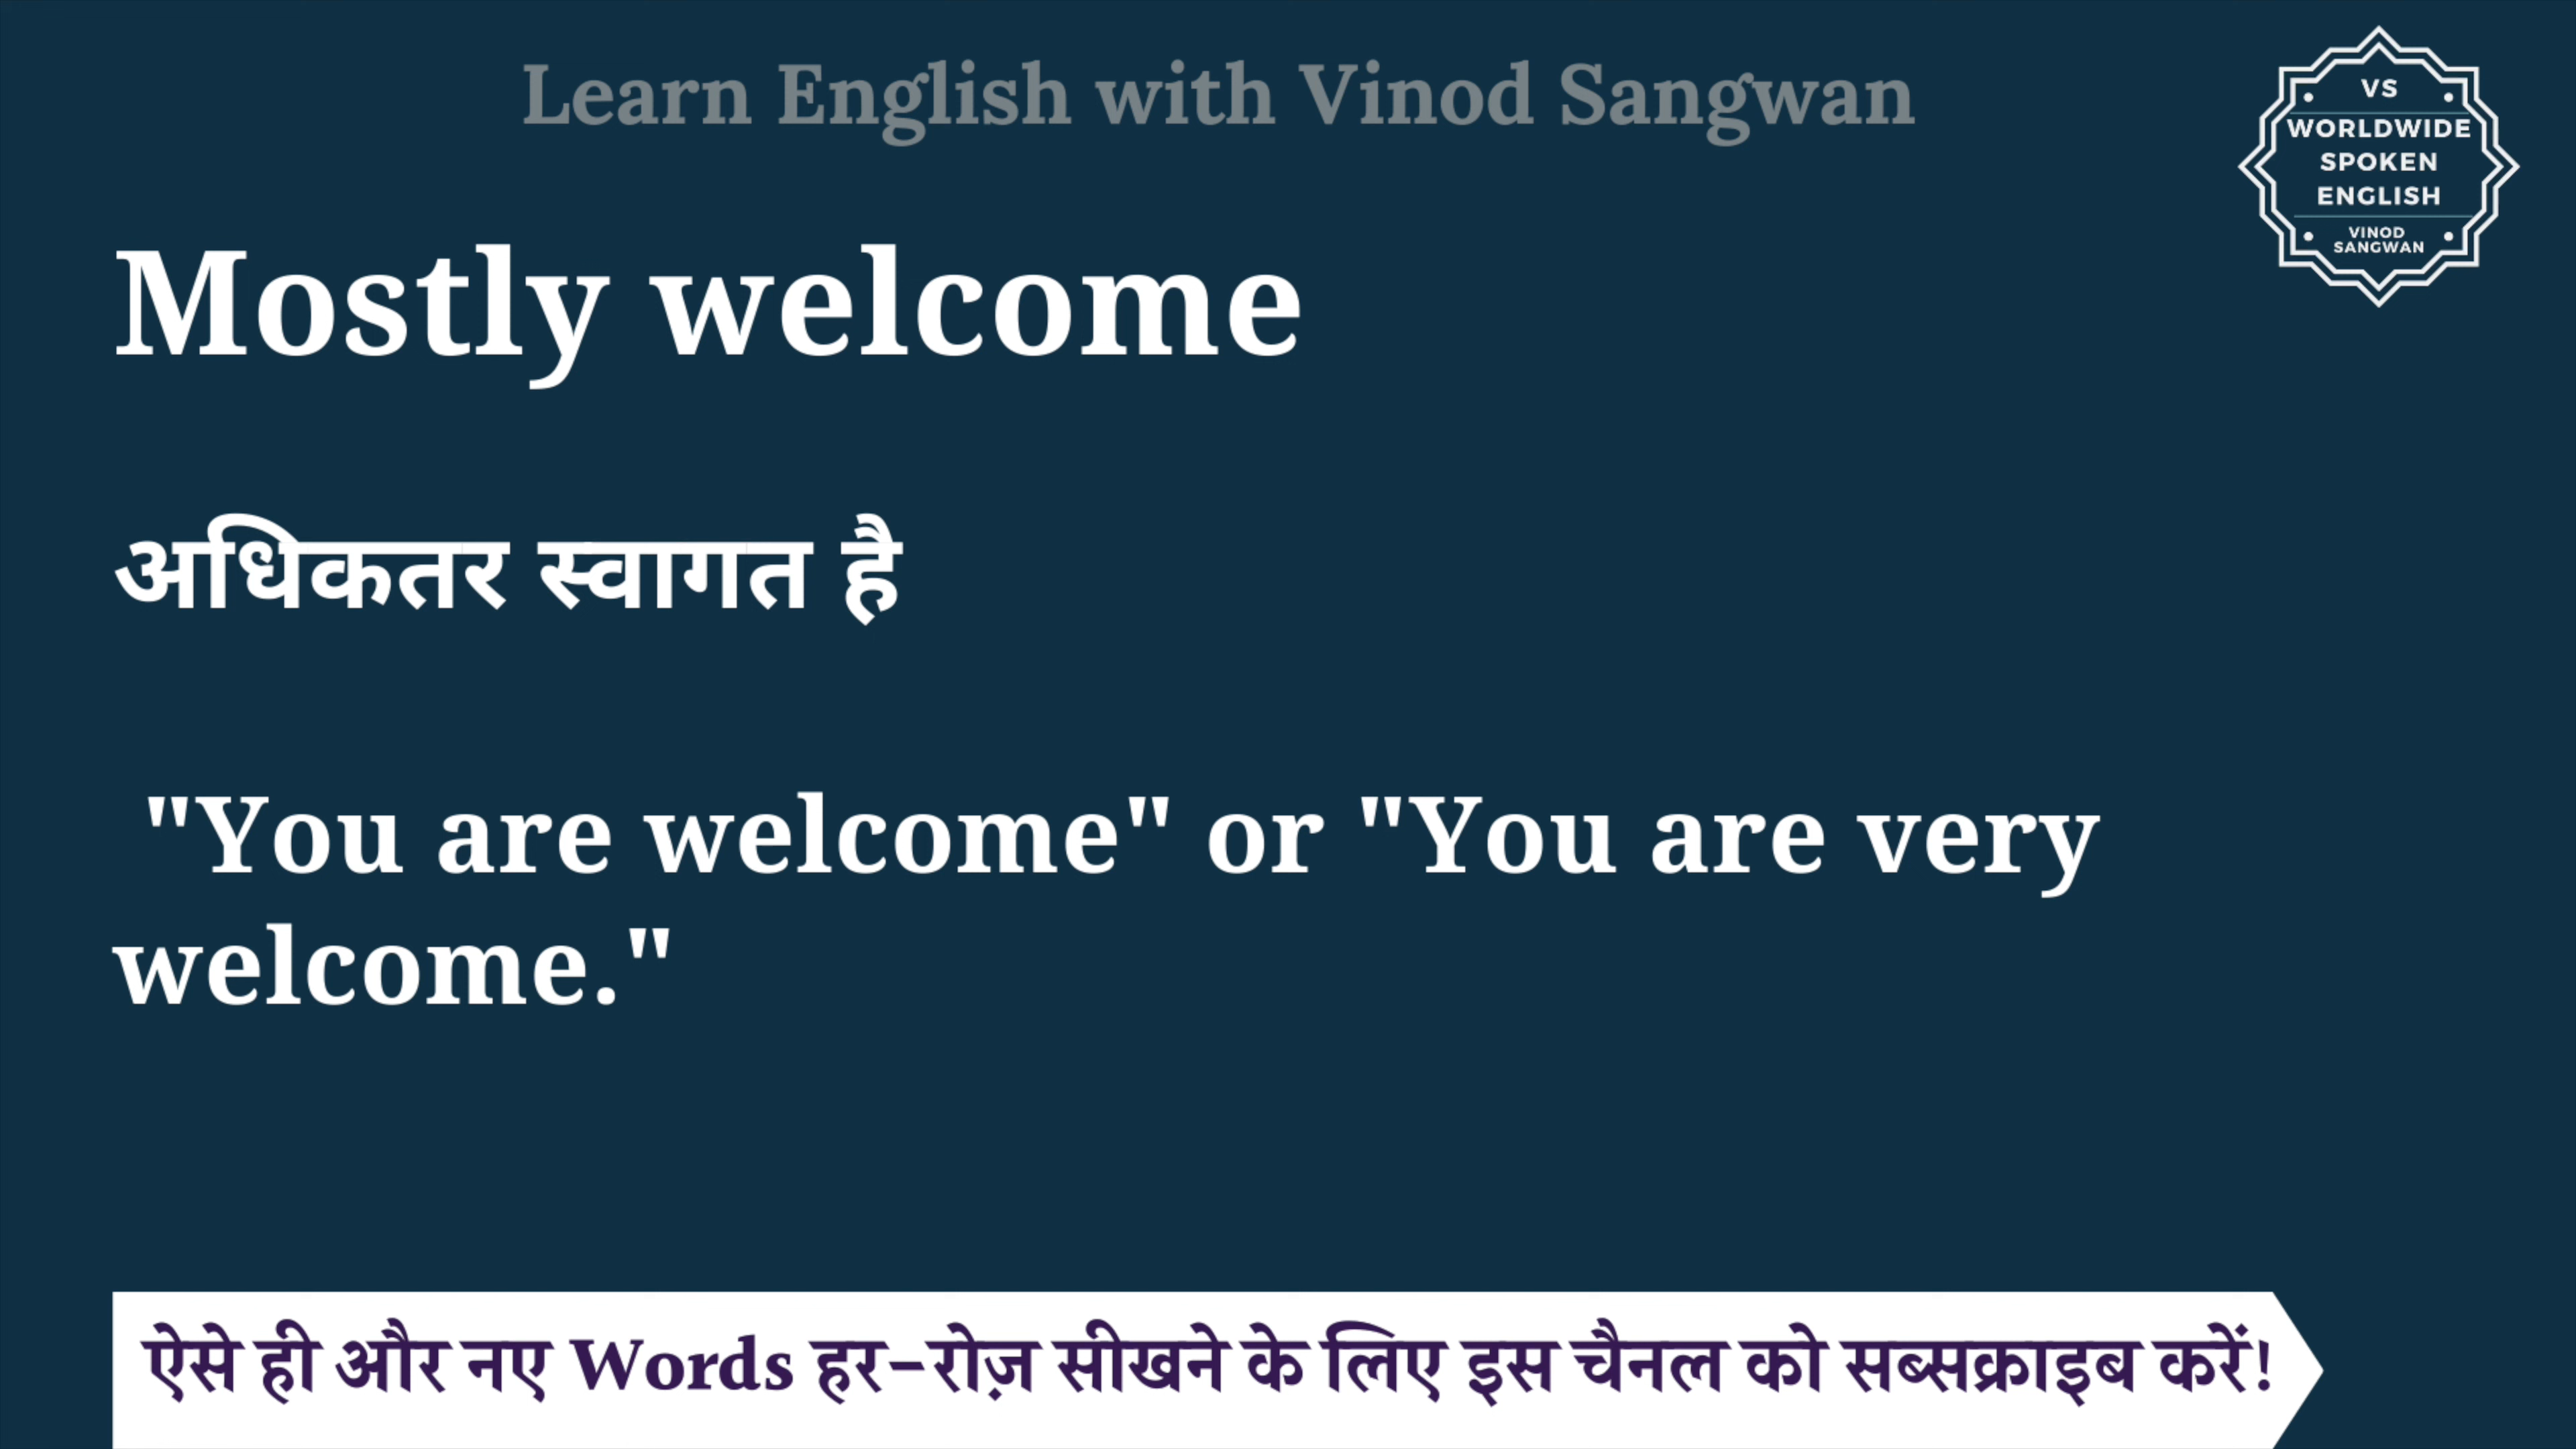 Learn English with Vinod Sangwan
VS
WORLDWIDE
SPOKEN
ENGLISH
VINOD
SANGWAN
Mostly welcome
अधिकतर स्वागत है
"You are welcome" or "You are very
welcome."
ऐसे ही और नए Words हर-रोज़ सीखने के लिए इस चैनल को सब्सक्राइब करें!